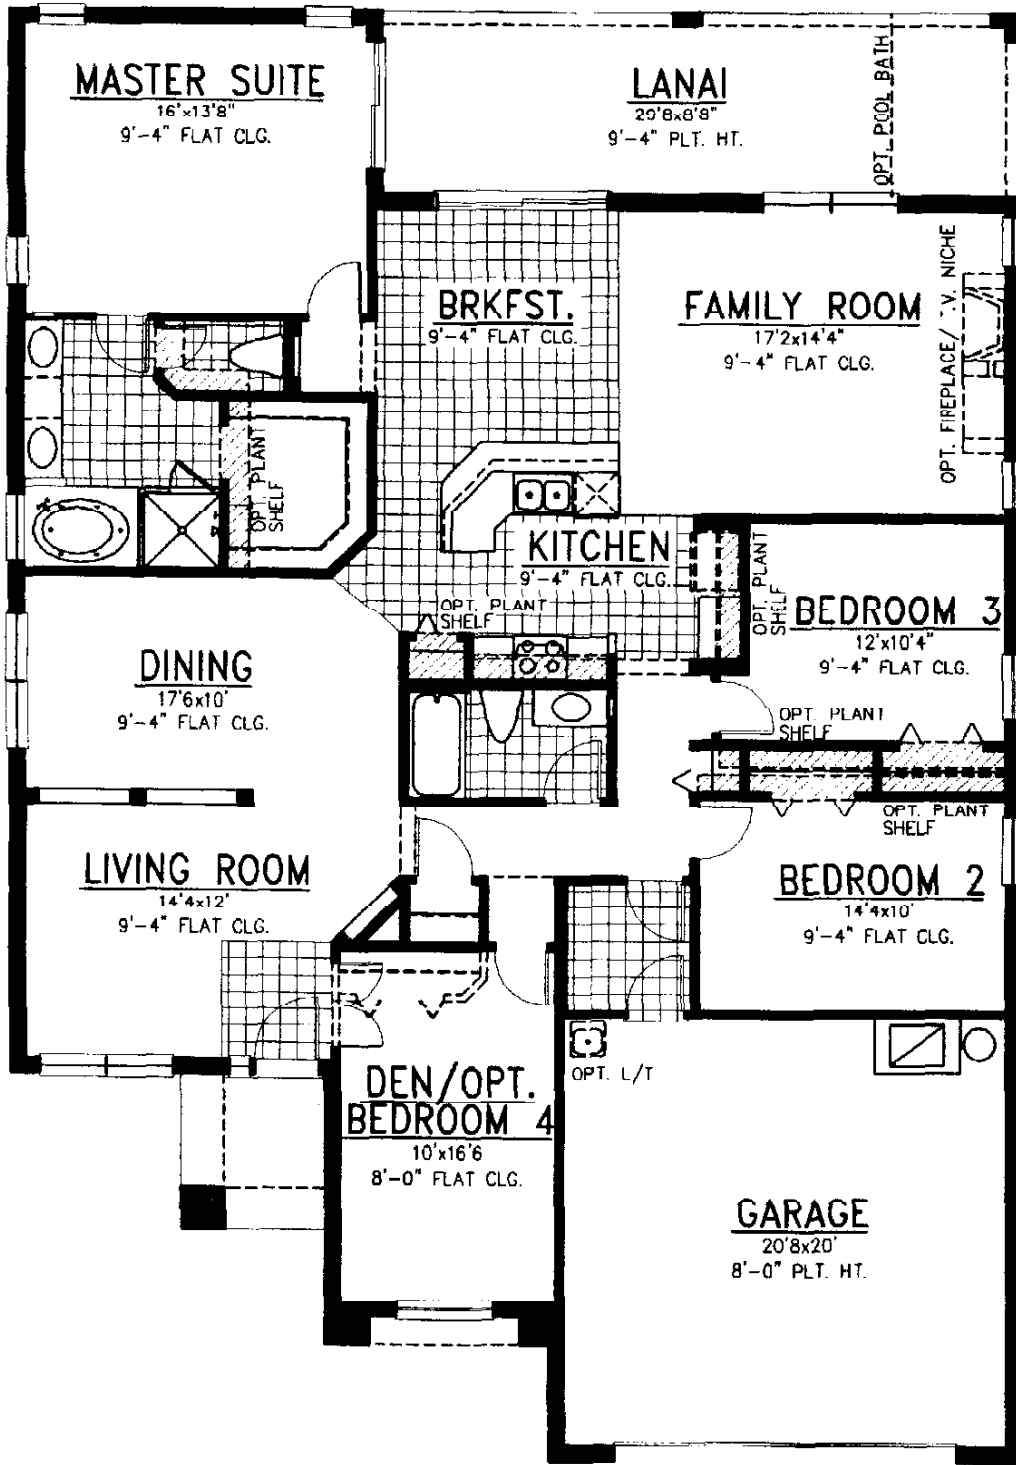 MASTER SUITE
16'x13'8"
9'-4" FLAT CLG.
LANAI
20'8x8'8"
9'-4" PLT. HT.
OPT. POOL BATH
BRKFST.
9'-4" FLAT CLG.
FAMILY ROOM
17'2x14'4"
9'-4" FLAT CLG.
OPT. FIREPLACE/ .V. NICHE
OPT. PLANT
SHELF
KITCHEN
9'-4" FLAT CLG.
OPT. PLANT
SHELF
OPT. PLANT
SHELF
BEDROOM 3
12'x10'4"
9'-4" FLAT CLG.
OPT. PLANT
SHELF
DINING
17'6x10'
9'-4" FLAT CLG.
OPT. PLANT
SHELF
LIVING ROOM
14'4x12'
9'-4" FLAT CLG.
BEDROOM 2
14'4x10'
9'-4" FLAT CLG.
OPT. L/T
DEN/OPT.
BEDROOM 4
10'x16'6
8'-0" FLAT CLG.
GARAGE
20'8x20'
8'-0" PLT. HT.